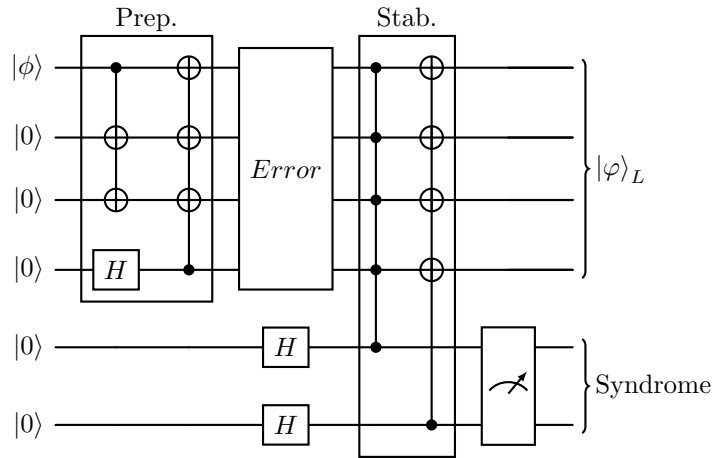 Prep. Stab.
|ϕ⟩
|0⟩
Error
|φ⟩_L
|0⟩
|0⟩ H
|0⟩ H
Syndrome
|0⟩ H